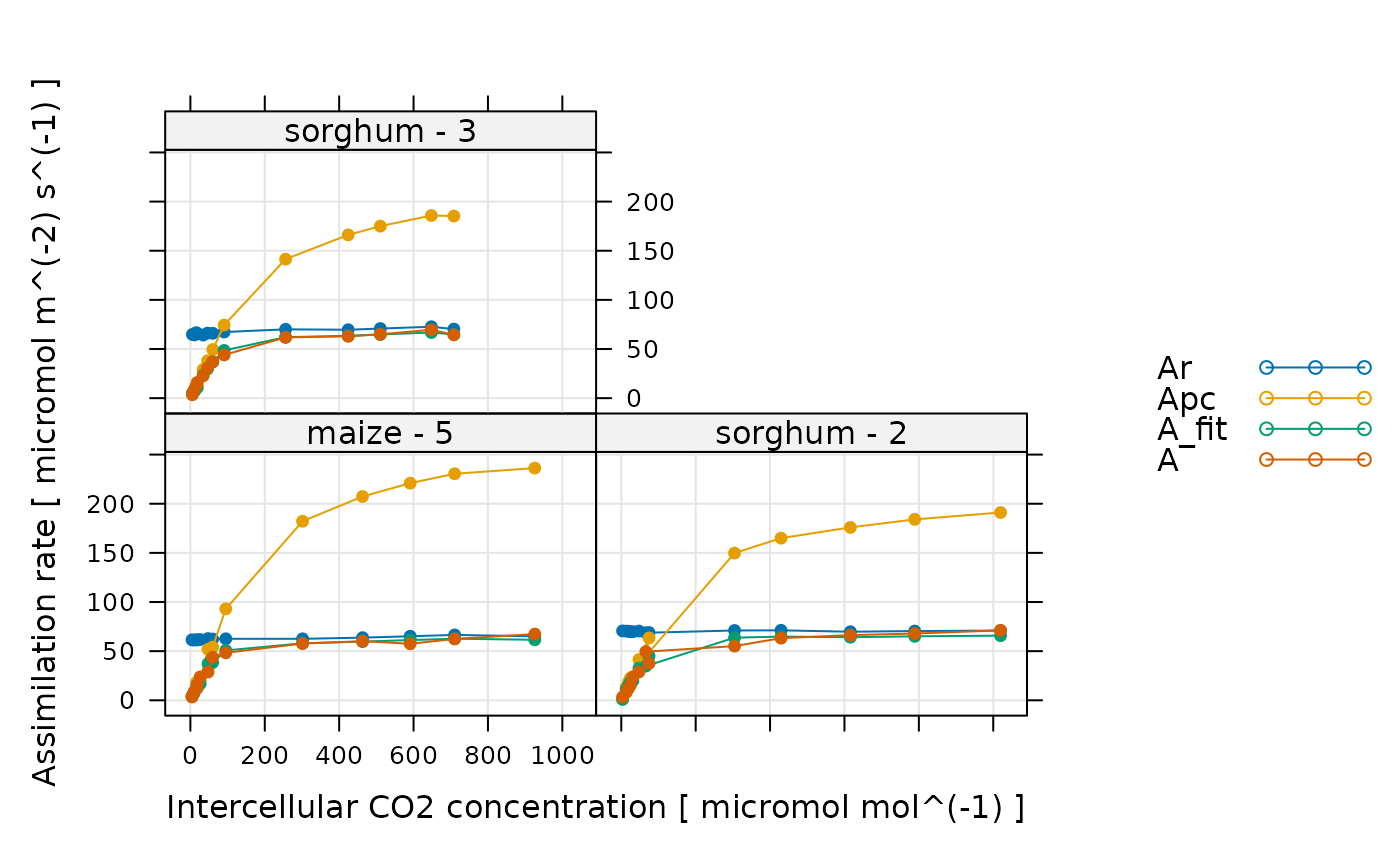 Assimilation rate [ micromol m^(-2) s^(-1) ]
sorghum - 3
200
150
100
50
0
maize - 5
sorghum - 2
200
150
100
50
0
0 200 400 600 800 1000
Intercellular CO2 concentration [ micromol mol^(-1) ]
Ar
Apc
A_fit
A